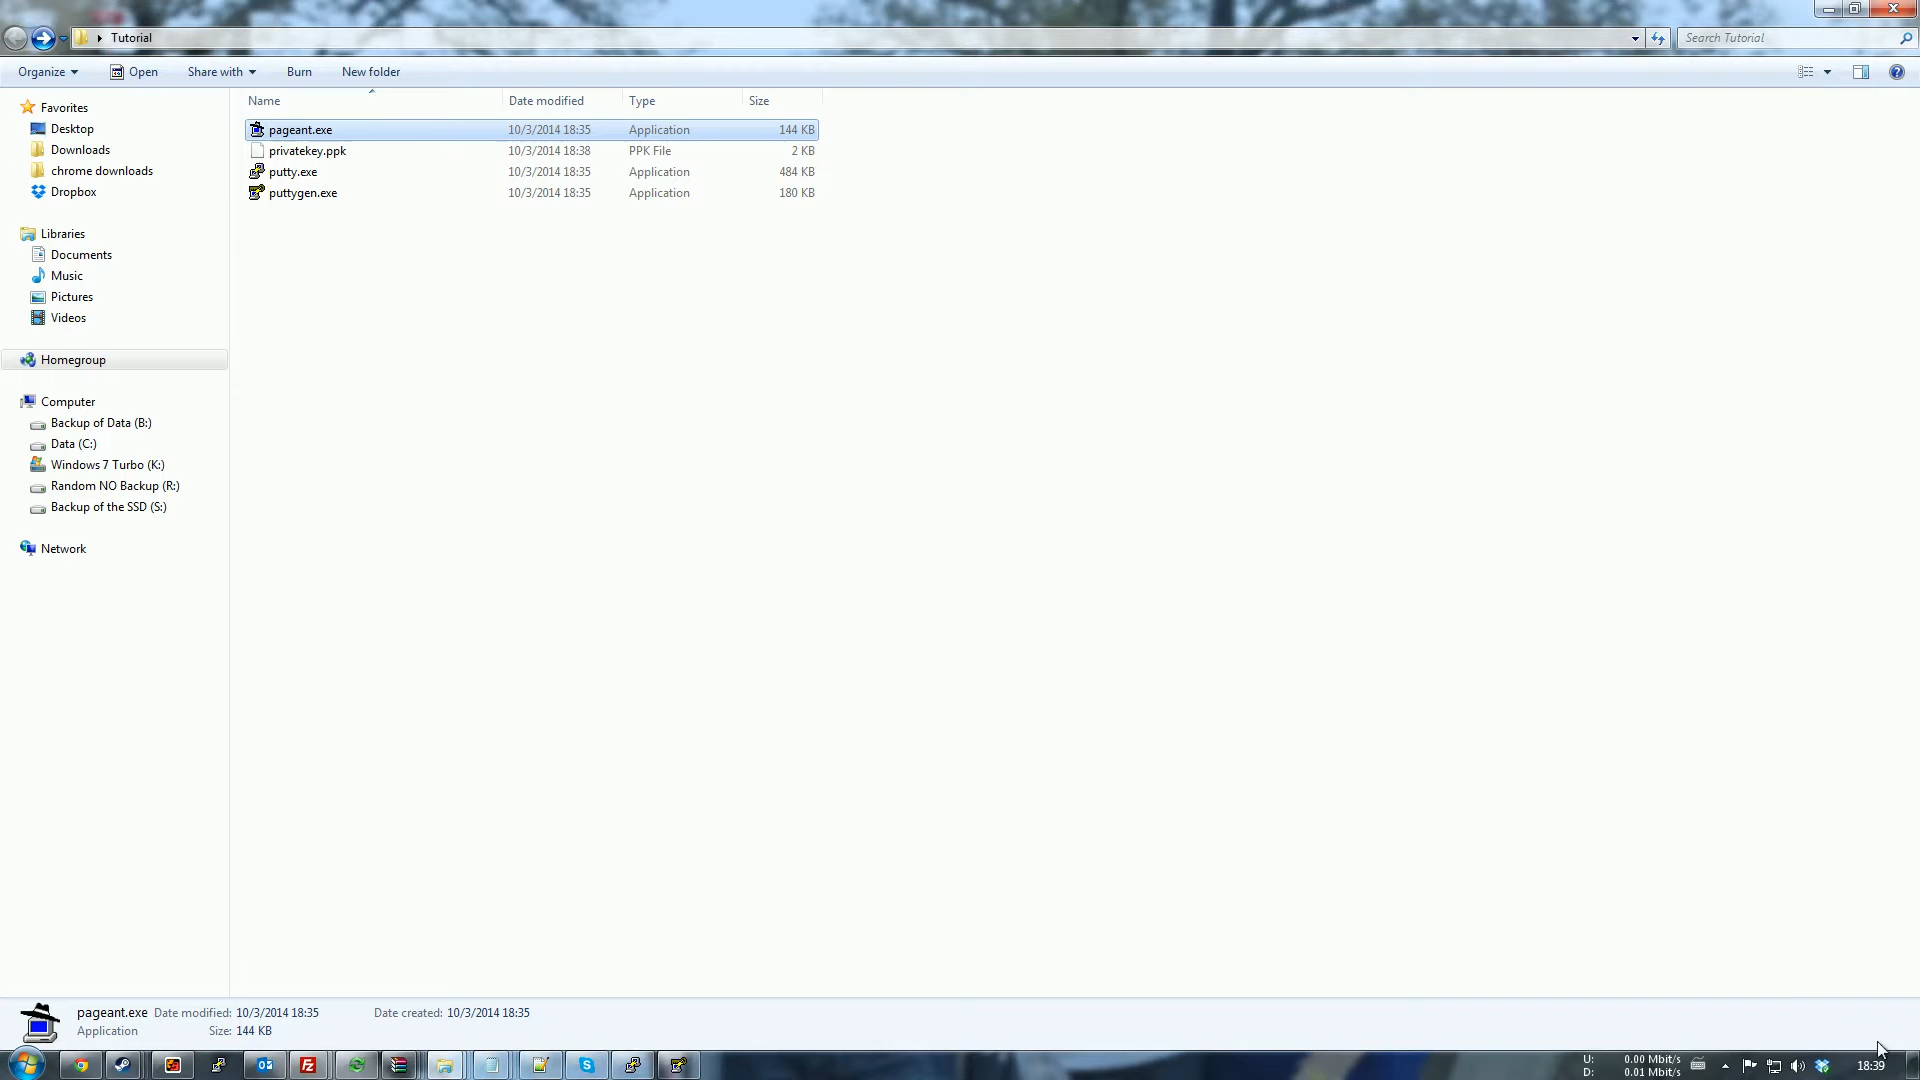 Tutorial
Search Tutorial
Organize Open Share with Burn New folder
Name Date modified Type Size
pageant.exe 10/3/2014 18:35 Application 144 KB
privatekey.ppk 10/3/2014 18:38 PPK File 2 KB
putty.exe 10/3/2014 18:35 Application 484 KB
puttygen.exe 10/3/2014 18:35 Application 180 KB
Favorites
Desktop
Downloads
chrome downloads
Dropbox
Libraries
Documents
Music
Pictures
Videos
Homegroup
Computer
Backup of Data (B:)
Data (C:)
Windows 7 Turbo (K:)
Random NO Backup (R:)
Backup of the SSD (S:)
Network
pageant.exe Date modified: 10/3/2014 18:35 Date created: 10/3/2014 18:35
Application Size: 144 KB
U: 0.00 Mbit/s
D: 0.01 Mbit/s
18:39